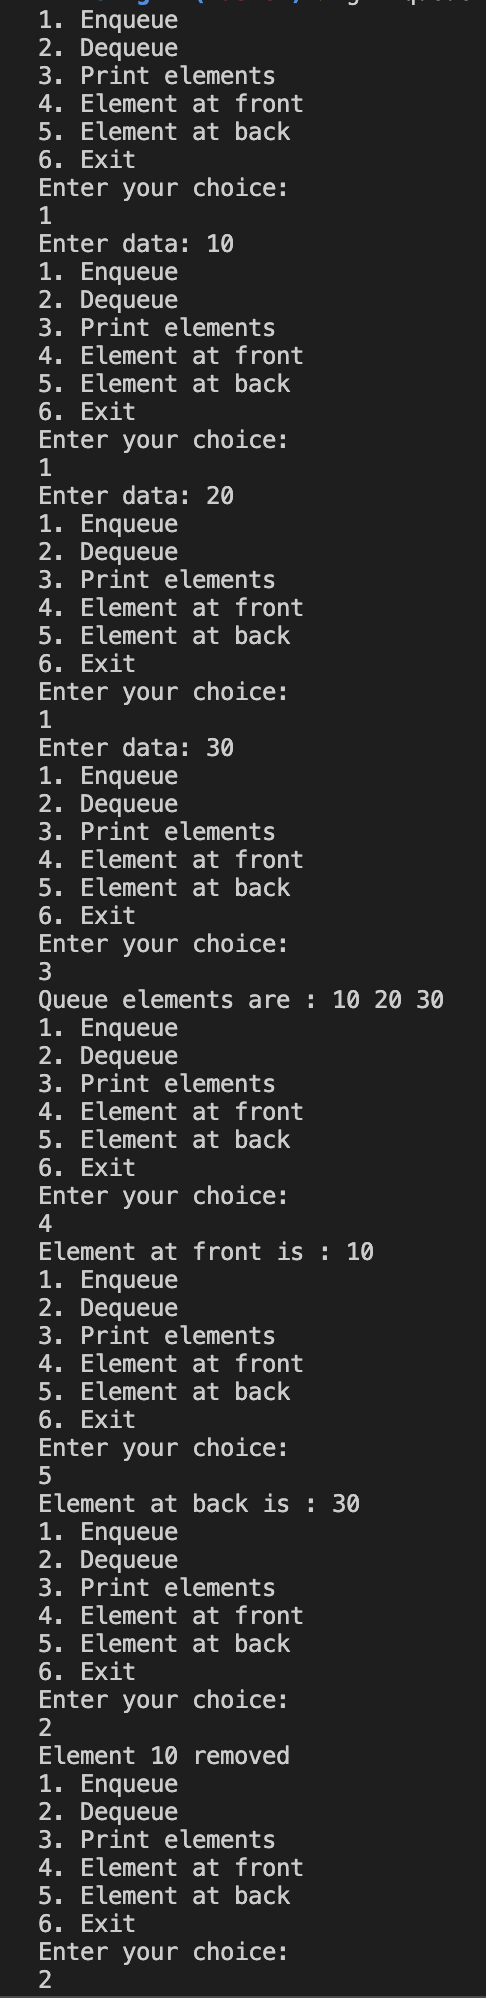 1. Enqueue
2. Dequeue
3. Print elements
4. Element at front
5. Element at back
6. Exit
Enter your choice:
1
Enter data: 10
1. Enqueue
2. Dequeue
3. Print elements
4. Element at front
5. Element at back
6. Exit
Enter your choice:
1
Enter data: 20
1. Enqueue
2. Dequeue
3. Print elements
4. Element at front
5. Element at back
6. Exit
Enter your choice:
1
Enter data: 30
1. Enqueue
2. Dequeue
3. Print elements
4. Element at front
5. Element at back
6. Exit
Enter your choice:
3
Queue elements are : 10 20 30
1. Enqueue
2. Dequeue
3. Print elements
4. Element at front
5. Element at back
6. Exit
Enter your choice:
4
Element at front is : 10
1. Enqueue
2. Dequeue
3. Print elements
4. Element at front
5. Element at back
6. Exit
Enter your choice:
5
Element at back is : 30
1. Enqueue
2. Dequeue
3. Print elements
4. Element at front
5. Element at back
6. Exit
Enter your choice:
2
Element 10 removed
1. Enqueue
2. Dequeue
3. Print elements
4. Element at front
5. Element at back
6. Exit
Enter your choice:
2